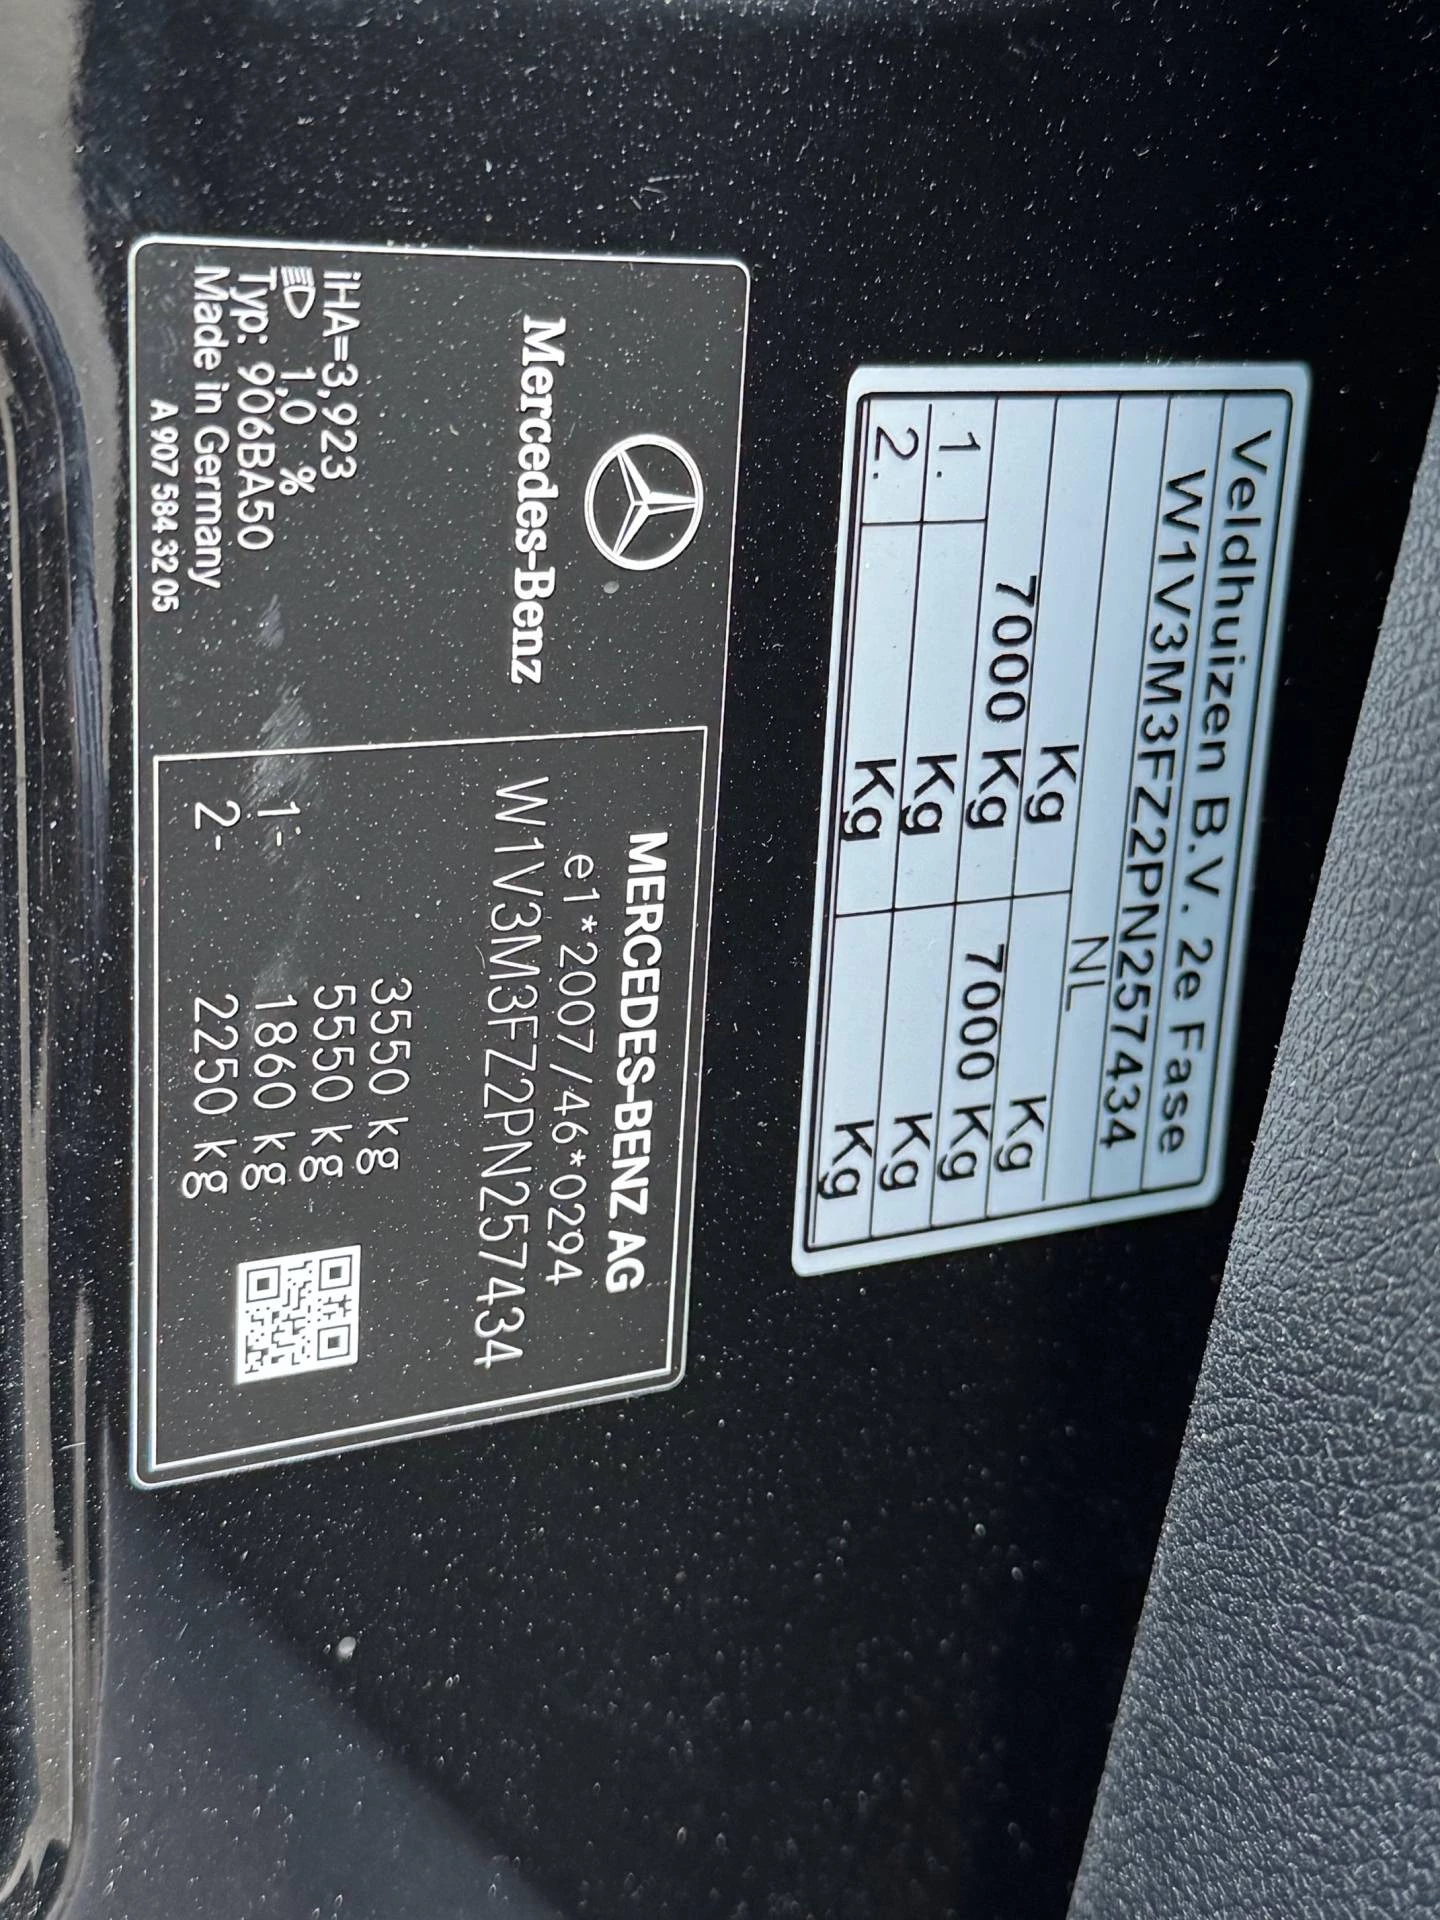 Veldhuizen B.V. 2e Fase
W1V3M3FZ2PN257434
NL
Kg Kg
7000 Kg 7000 Kg
1. Kg Kg
2. Kg Kg
Mercedes-Benz
iHA=3,923
1,0 %
Typ: 906BA50
Made in Germany
A 907 584 32 05
MERCEDES-BENZ AG
e1*2007/46*0294
W1V3M3FZ2PN257434
3550 kg
5550 kg
1- 1860 kg
2- 2250 kg